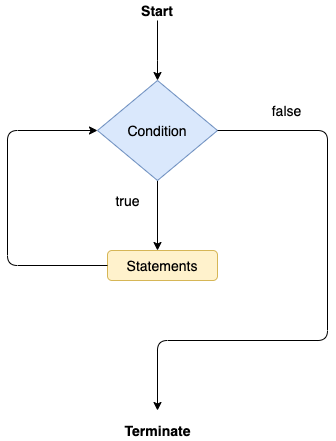 Start
Condition
false
true
Statements
Terminate